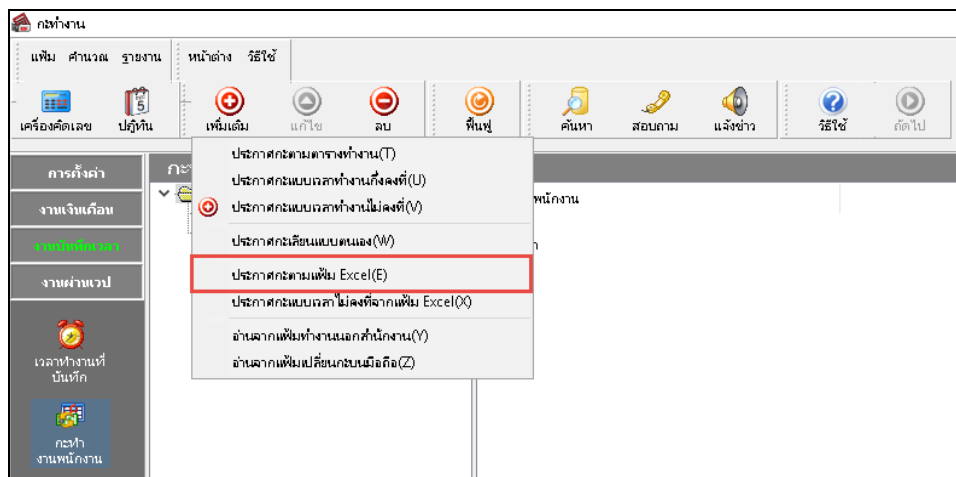 กะทำงาน
แฟ้ม คำนวณ รายงาน หน้าต่าง วิธีใช้
เครื่องคิดเลข ปฏิทิน เพิ่มเติม แก้ไข ลบ ฟื้นฟู ค้นหา สอบถาม แจ้งข่าว วิธีใช้ ถัดไป
5
การตั้งค่า
งานเงินเดือน
งานบันทึกเวลา
งานผ่านเวป
เวลาทำงานที่
บันทึก
กะทำ
งานพนักงาน
กะ
ประกาศกะตามตารางทำงาน(T)
ประกาศกะแบบเวลาทำงานกึ่งคงที่(U)
ประกาศกะแบบเวลาทำงานไม่คงที่(V)
ประกาศกะเลียนแบบตนเอง(W)
ประกาศกะตามแฟ้ม Excel(E)
ประกาศกะแบบเวลาไม่คงที่จากแฟ้ม Excel(X)
อ่านจากแฟ้มทำงานนอกสำนักงาน(Y)
อ่านจากแฟ้มเปลี่ยนกะบนมือถือ(Z)
พนักงาน